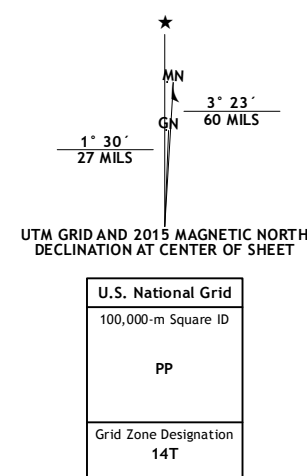 MN
3° 23´
60 MILS
GN
1° 30´
27 MILS
UTM GRID AND 2015 MAGNETIC NORTH
DECLINATION AT CENTER OF SHEET
U.S. National Grid
100,000-m Square ID
PP
Grid Zone Designation
14T